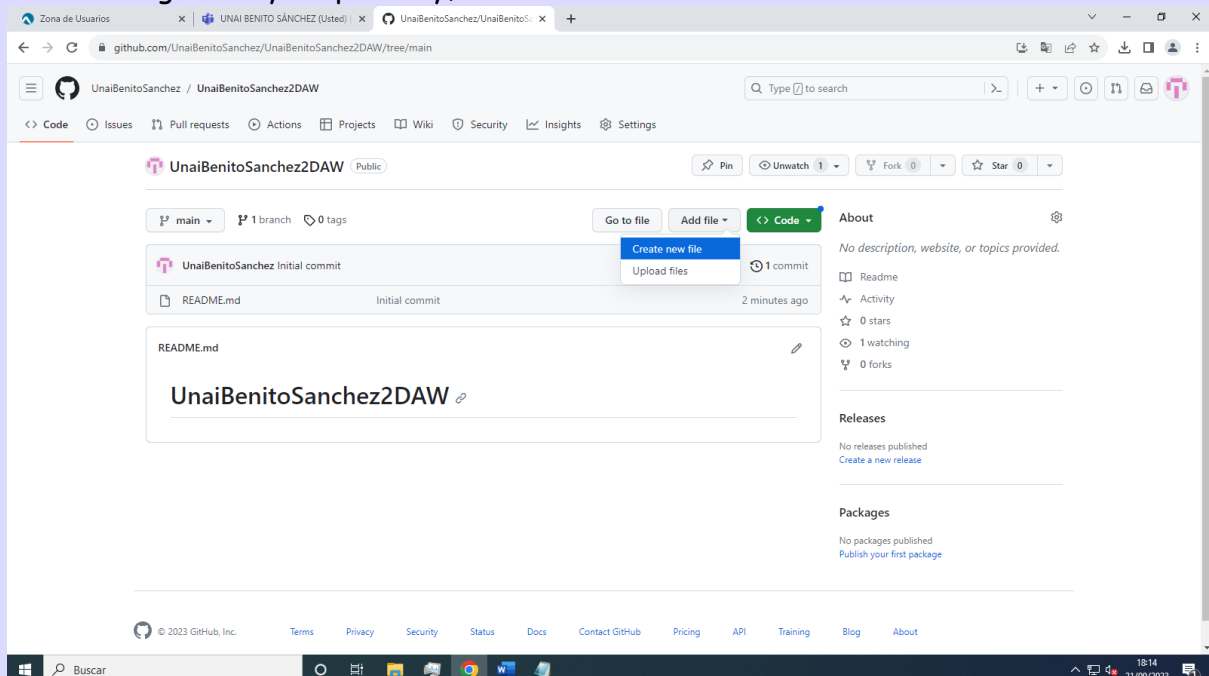 Zona de Usuarios
UNAI BENITO SÁNCHEZ (Usted) |
UnaiBenitoSanchez/UnaiBenitoS
github.com/UnaiBenitoSanchez/UnaiBenitoSanchez2DAW/tree/main
UnaiBenitoSanchez / UnaiBenitoSanchez2DAW
Type / to search
<> Code Issues Pull requests Actions Projects Wiki Security Insights Settings
UnaiBenitoSanchez2DAW Public
Pin Unwatch 1 Fork 0 Star 0
main 1 branch 0 tags Go to file Add file <> Code
Create new file
Upload files
UnaiBenitoSanchez Initial commit 1 commit
README.md Initial commit 2 minutes ago
README.md
UnaiBenitoSanchez2DAW
About
No description, website, or topics provided.
Readme
Activity
0 stars
1 watching
0 forks
Releases
No releases published
Create a new release
Packages
No packages published
Publish your first package
© 2023 GitHub, Inc. Terms Privacy Security Status Docs Contact GitHub Pricing API Training Blog About
Buscar
18:14
21/09/2023